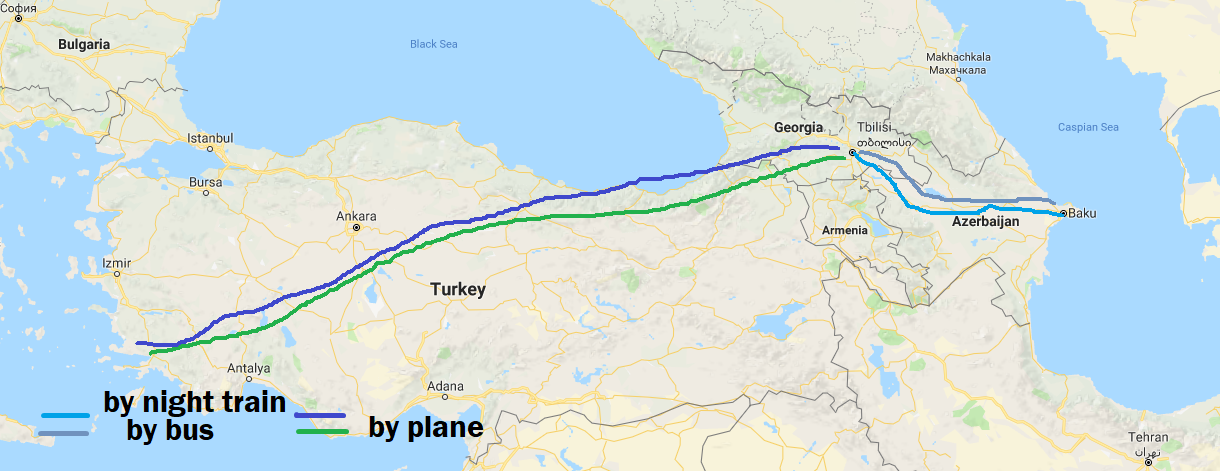 София
Bulgaria
Black Sea
Makhachkala
Махачкала
Istanbul
Georgia
Tbilisi
თბილისი
Caspian Sea
Bursa
Ankara
Baku
Azerbaijan
Armenia
Izmir
Turkey
Antalya
Adana
by night train
by bus
by plane
Tehran
تهران